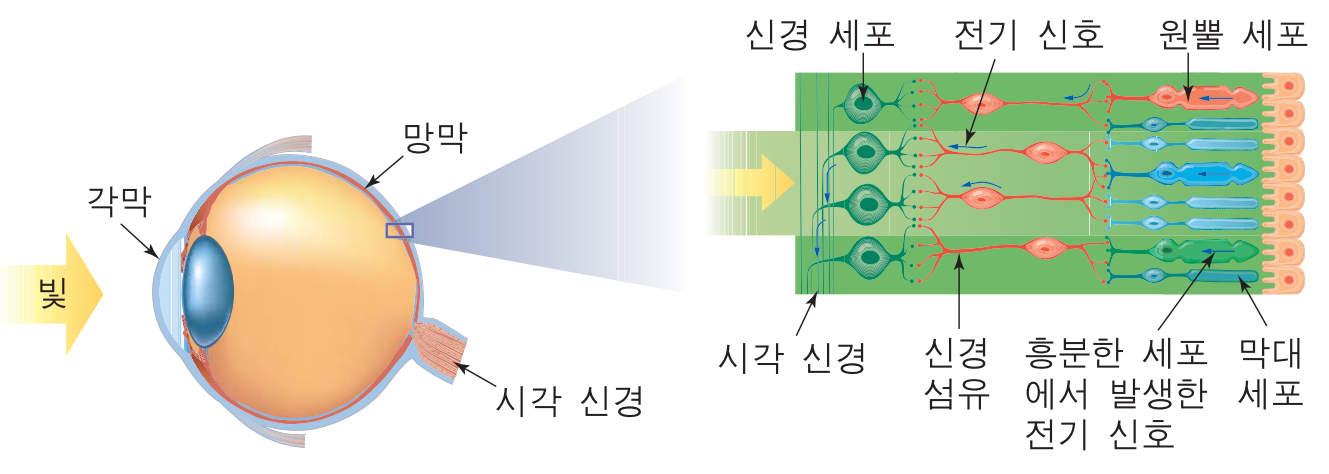 신경 세포
전기 신호
원뿔 세포
망막
각막
빛
시각 신경
시각 신경
신경
섬유
흥분한 세포
에서 발생한
전기 신호
막대
세포